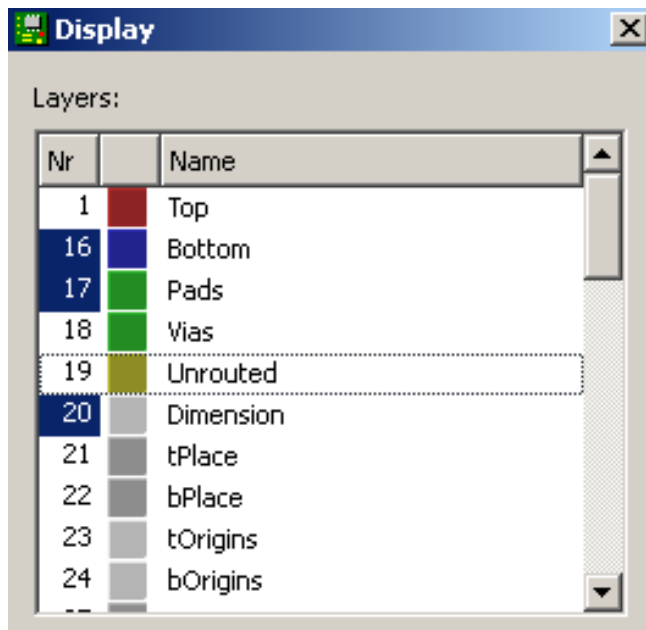 Display
Layers:
Nr Name
1 Top
16 Bottom
17 Pads
18 Vias
19 Unrouted
20 Dimension
21 tPlace
22 bPlace
23 tOrigins
24 bOrigins